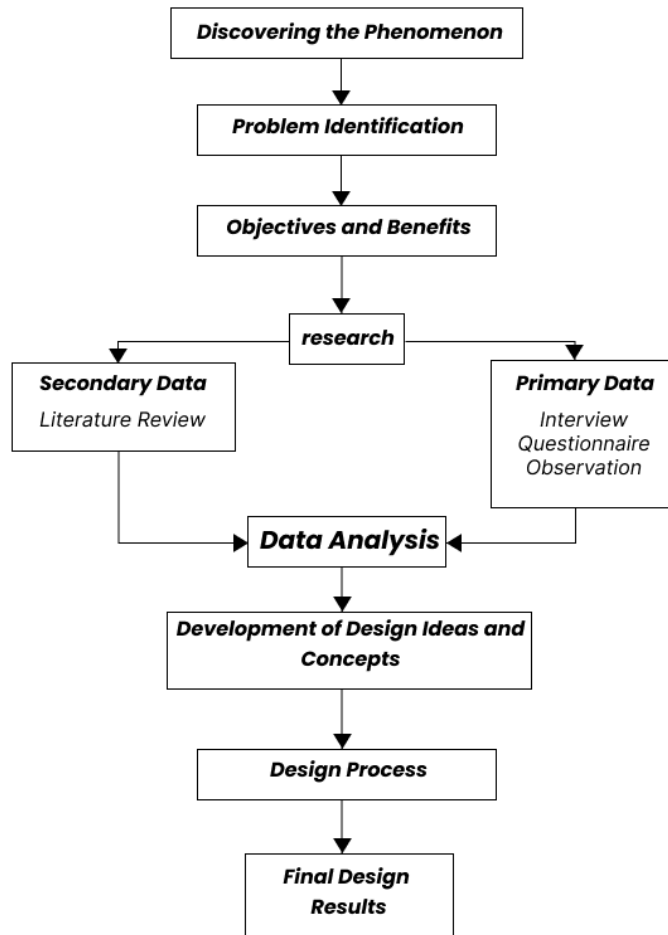 Discovering the Phenomenon
Problem Identification
Objectives and Benefits
research
Secondary Data
Literature Review
Primary Data
Interview
Questionnaire
Observation
Data Analysis
Development of Design Ideas and
Concepts
Design Process
Final Design
Results